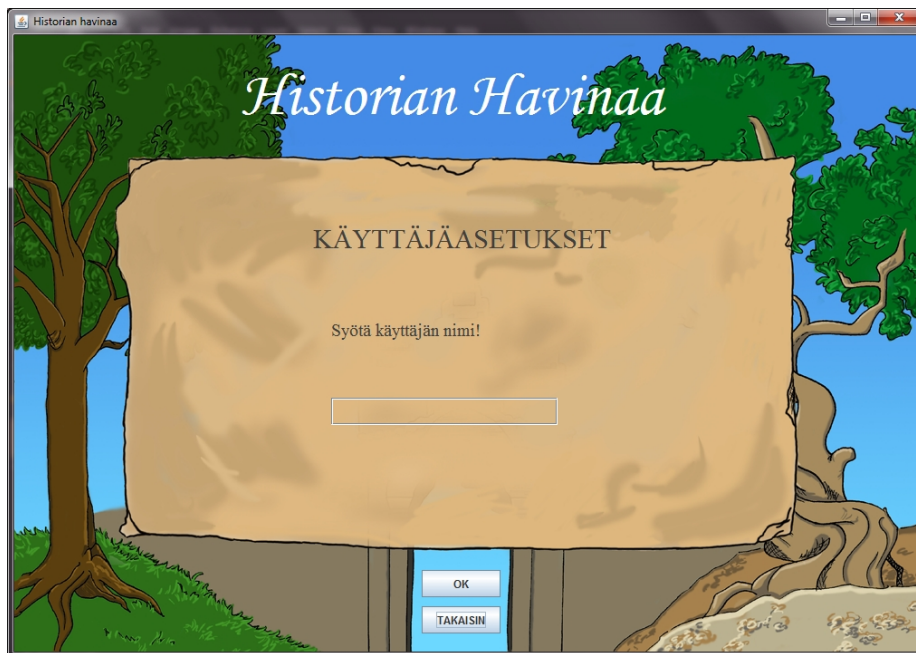 Historian havinaa
Historian Havinaa
KÄYTTÄJÄASETUKSET
Syötä käyttäjän nimi!
OK
TAKAISIN